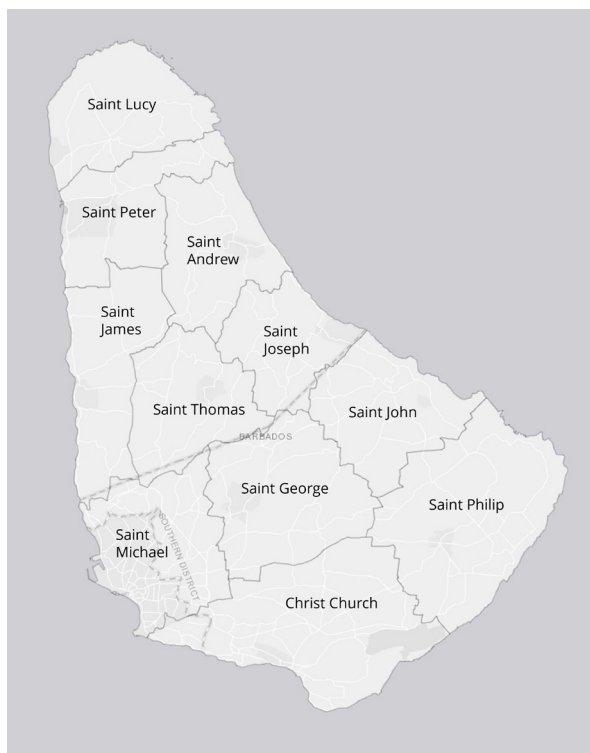 Saint Lucy
Saint Peter
Saint
Andrew
Saint
James
Saint
Joseph
Saint Thomas
Saint John
BARBADOS
Saint George
Saint Philip
Saint
Michael
SOUTHERN DISTRICT
Christ Church